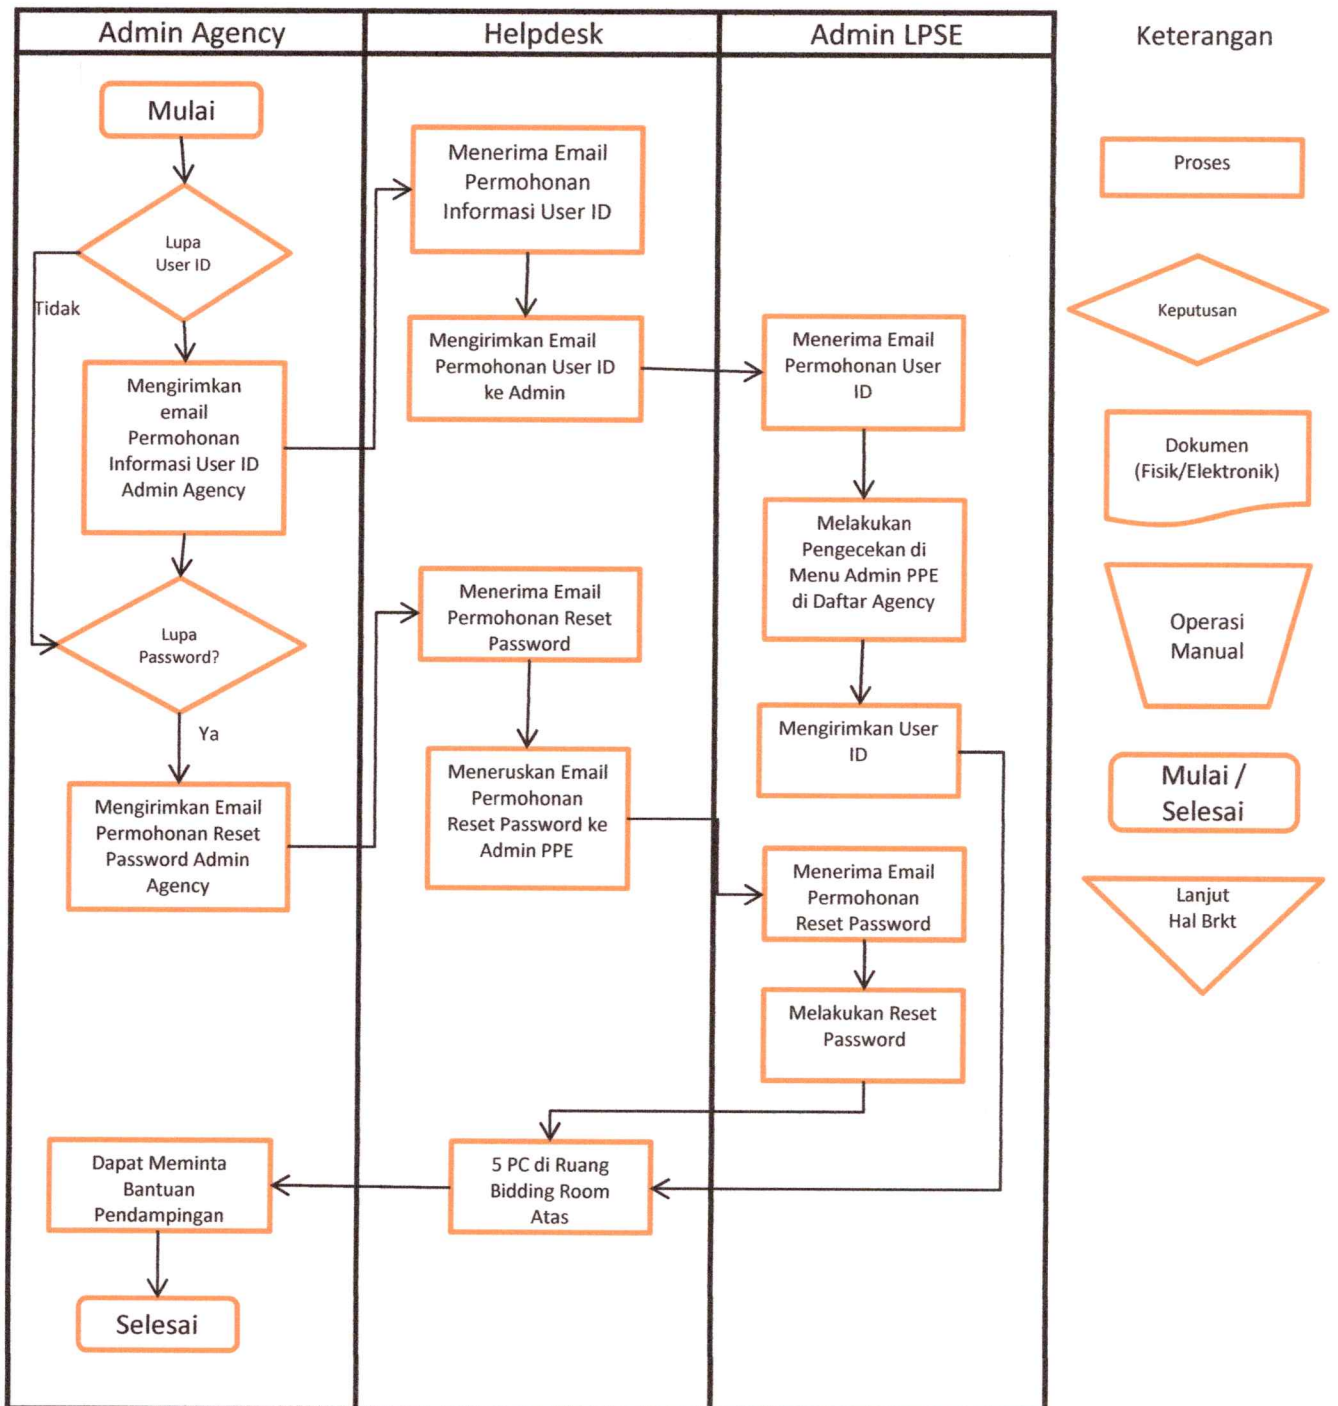 Admin Agency
Helpdesk
Admin LPSE
Keterangan
Mulai
Lupa
User ID
Tidak
Mengirimkan
email
Permohonan
Informasi User ID
Admin Agency
Lupa
Password?
Ya
Mengirimkan Email
Permohonan Reset
Password Admin
Agency
Dapat Meminta
Bantuan
Pendampingan
Selesai
Menerima Email
Permohonan
Informasi User ID
Mengirimkan Email
Permohonan User ID
ke Admin
Menerima Email
Permohonan Reset
Password
Meneruskan Email
Permohonan
Reset Password ke
Admin PPE
5 PC di Ruang
Bidding Room
Atas
Menerima Email
Permohonan User
ID
Melakukan
Pengecekan di
Menu Admin PPE
di Daftar Agency
Mengirimkan User
ID
Menerima Email
Permohonan
Reset Password
Melakukan Reset
Password
Proses
Keputusan
Dokumen
(Fisik/Elektronik)
Operasi
Manual
Mulai /
Selesai
Lanjut
Hal Brkt